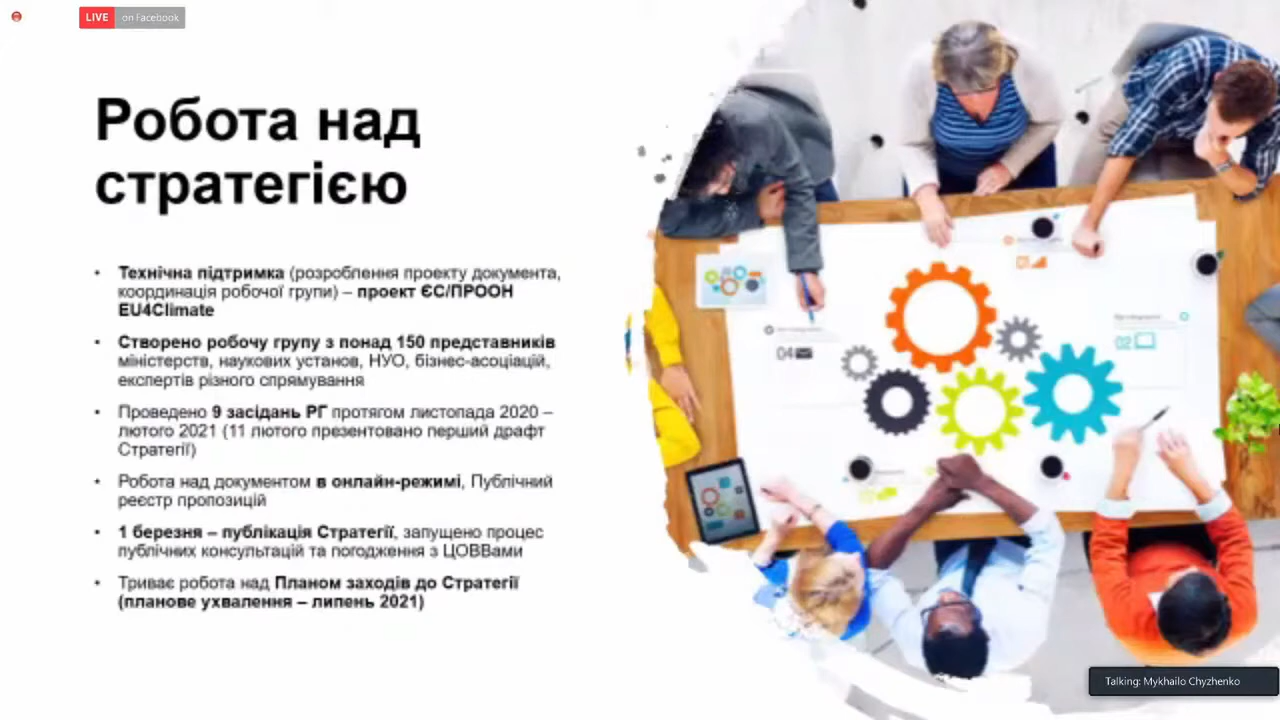 LIVE on Facebook
Робота над
стратегією
• Технічна підтримка (розроблення проекту документа,
координація робочої групи) – проект ЄС/ПРООН
EU4Climate
• Створено робочу групу з понад 150 представників
міністерств, наукових установ, НУО, бізнес-асоціацій,
експертів різного спрямування
• Проведено 9 засідань РГ протягом листопада 2020 –
лютого 2021 (11 лютого презентовано перший драфт
Стратегії)
• Робота над документом в онлайн-режимі, Публічний
реєстр пропозицій
• 1 березня – публікація Стратегії, запущено процес
публічних консультацій та погодження з ЦОВВами
• Триває робота над Планом заходів до Стратегії
(планове ухвалення – липень 2021)
04
02
Talking: Mykhailo Chyzhenko